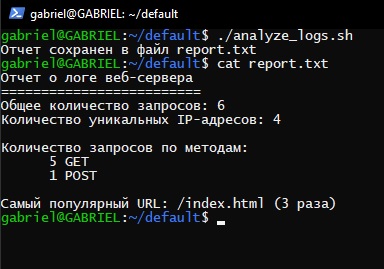 gabriel@GABRIEL: ~/default
gabriel@GABRIEL:~/default$ ./analyze_logs.sh
Отчет сохранен в файл report.txt
gabriel@GABRIEL:~/default$ cat report.txt
Отчет о логе веб-сервера
=========================
Общее количество запросов: 6
Количество уникальных IP-адресов: 4
Количество запросов по методам:
5 GET
1 POST
Самый популярный URL: /index.html (3 раза)
gabriel@GABRIEL:~/default$